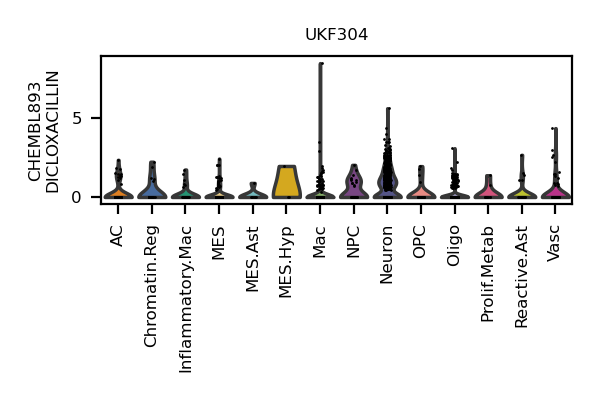 UKF304
CHEMBL893
DICLOXACILLIN
5
0
AC
Chromatin.Reg
Inflammatory.Mac
MES
MES.Ast
MES.Hyp
Mac
NPC
Neuron
OPC
Oligo
Prolif.Metab
Reactive.Ast
Vasc